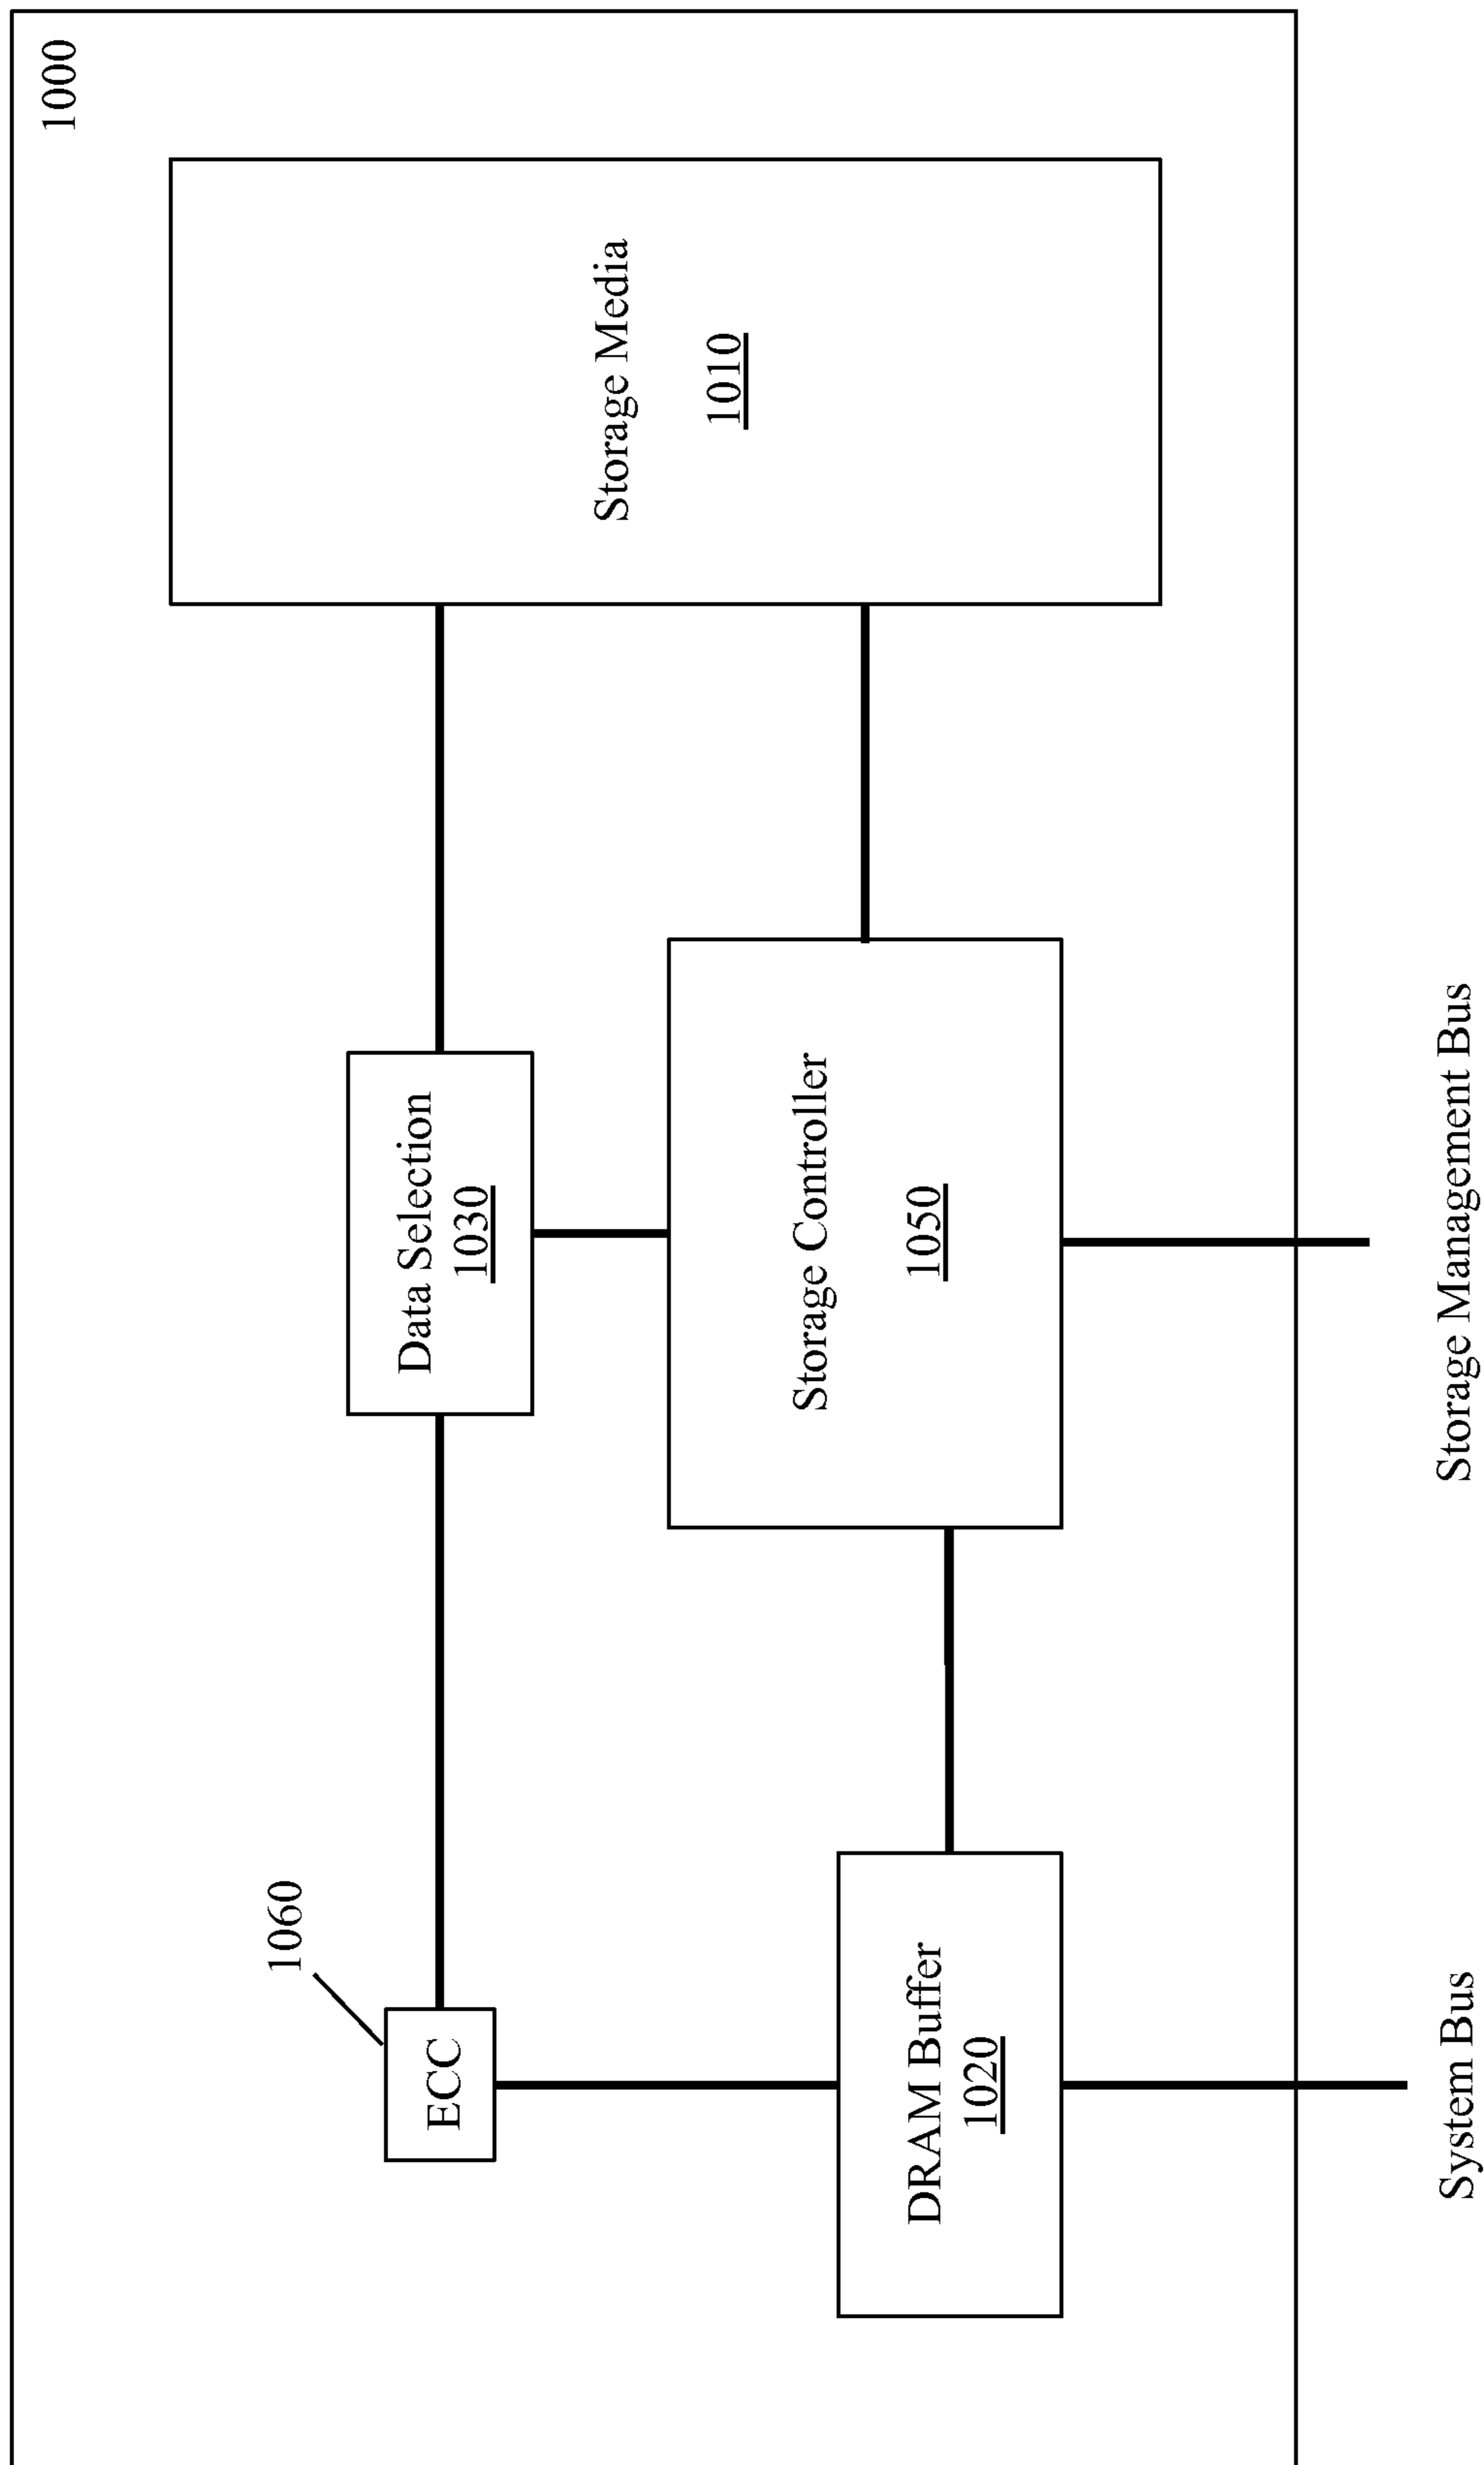 1000
Storage Media
1010
Data Selection
1030
Storage Controller
1050
1060
ECC
DRAM Buffer
1020
Storage Management Bus
System Bus